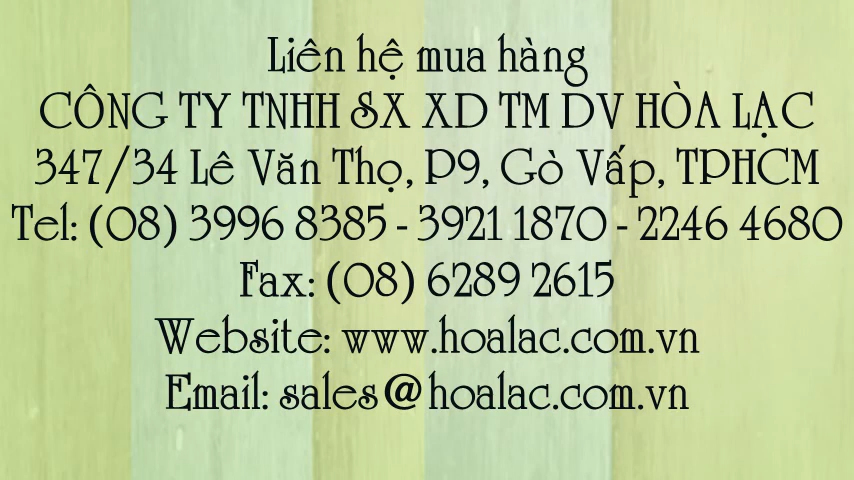 Liên hệ mua hàng
CÔNG TY TNHH SX XD TM DV HÒA LẠC
347/34 Lê Văn Thọ, P9, Gò Vấp, TPHCM
Tel: (08) 3996 8385 - 3921 1870 - 2246 4680
Fax: (08) 6289 2615
Website: www.hoalac.com.vn
Email: sales@hoalac.com.vn